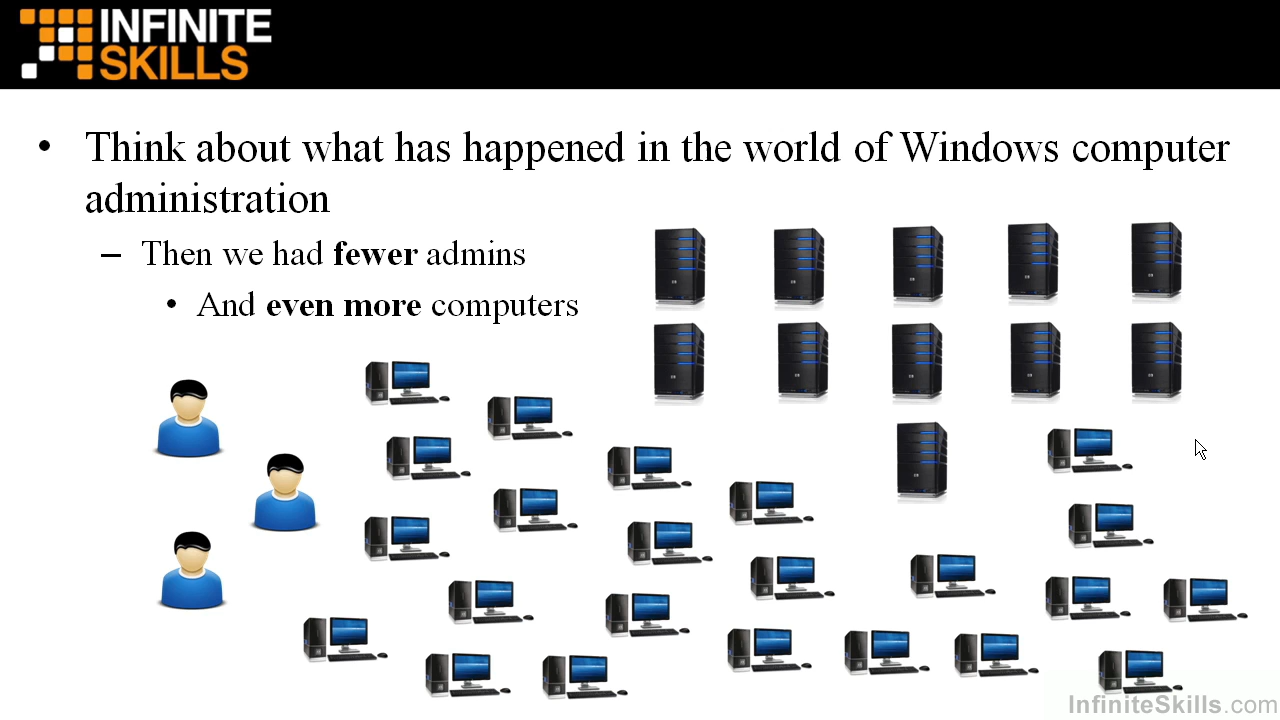 INFINITE
SKILLS
• Think about what has happened in the world of Windows computer
administration
– Then we had fewer admins
• And even more computers
InfiniteSkills.com